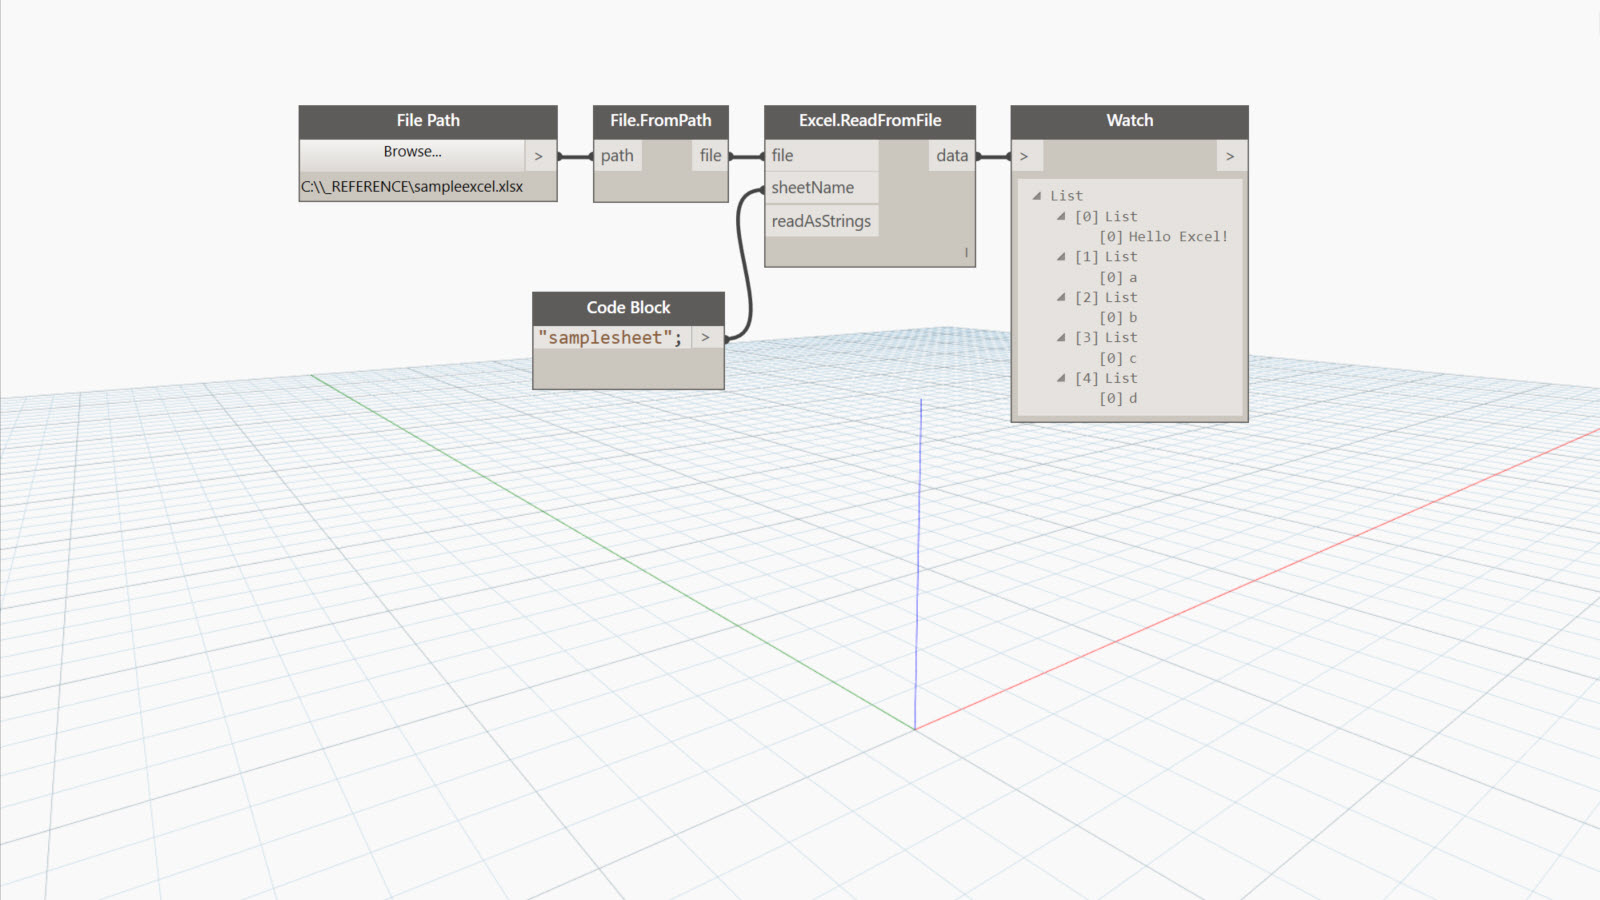 File Path
Browse...
>
C:\\_REFERENCE\sampleexcel.xlsx
File.FromPath
path
file
Excel.ReadFromFile
file
data
sheetName
readAsStrings
l
Code Block
"samplesheet";
>
Watch
>
>
List
[0] List
[0] Hello Excel!
[1] List
[0] a
[2] List
[0] b
[3] List
[0] c
[4] List
[0] d